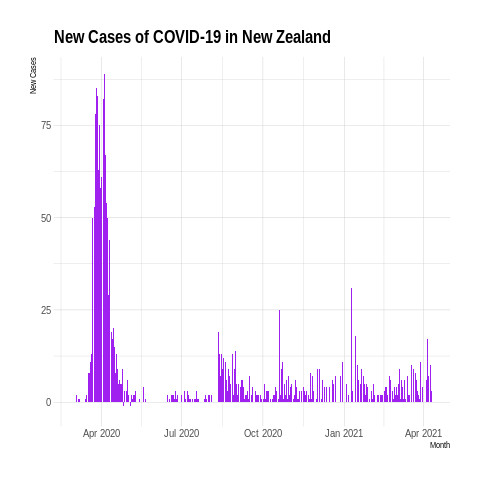 New Cases of COVID-19 in New Zealand
New Cases
75
50
25
0
Apr 2020 Jul 2020 Oct 2020 Jan 2021 Apr 2021
Month